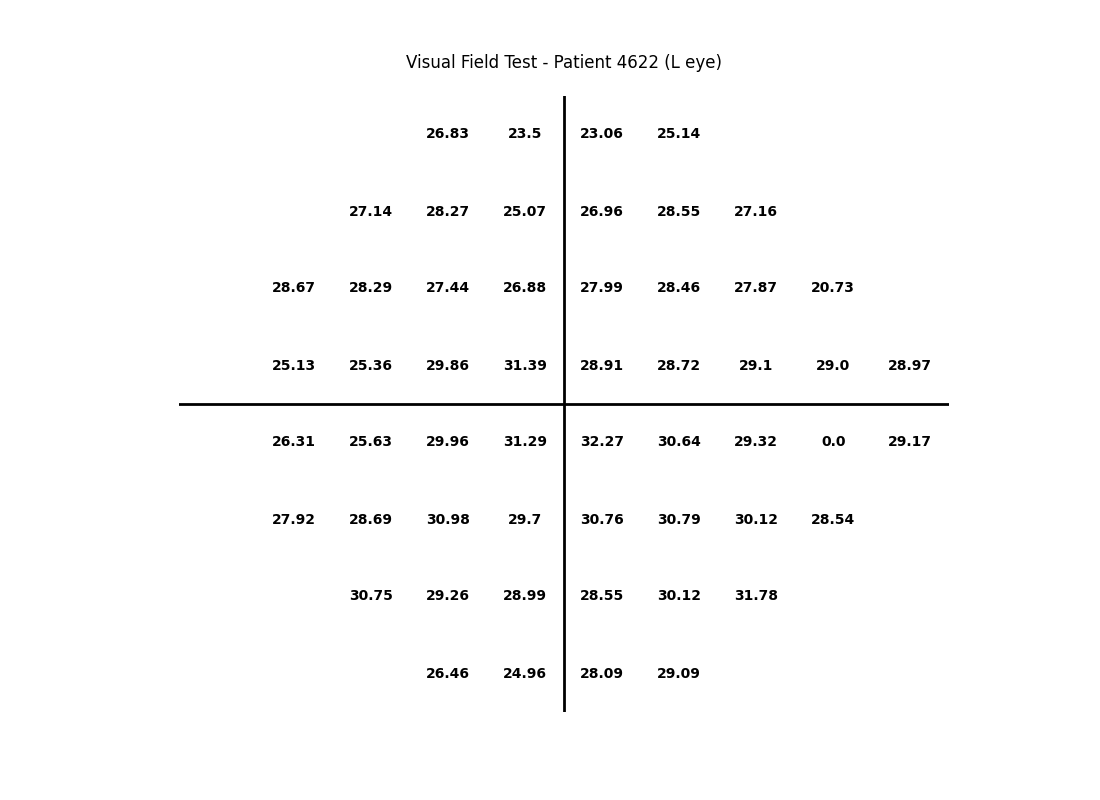 Visual Field Test - Patient 4622 (L eye)
26.83 23.5 23.06 25.14
27.14 28.27 25.07 26.96 28.55 27.16
28.67 28.29 27.44 26.88 27.99 28.46 27.87 20.73
25.13 25.36 29.86 31.39 28.91 28.72 29.1 29.0 28.97
26.31 25.63 29.96 31.29 32.27 30.64 29.32 0.0 29.17
27.92 28.69 30.98 29.7 30.76 30.79 30.12 28.54
30.75 29.26 28.99 28.55 30.12 31.78
26.46 24.96 28.09 29.09